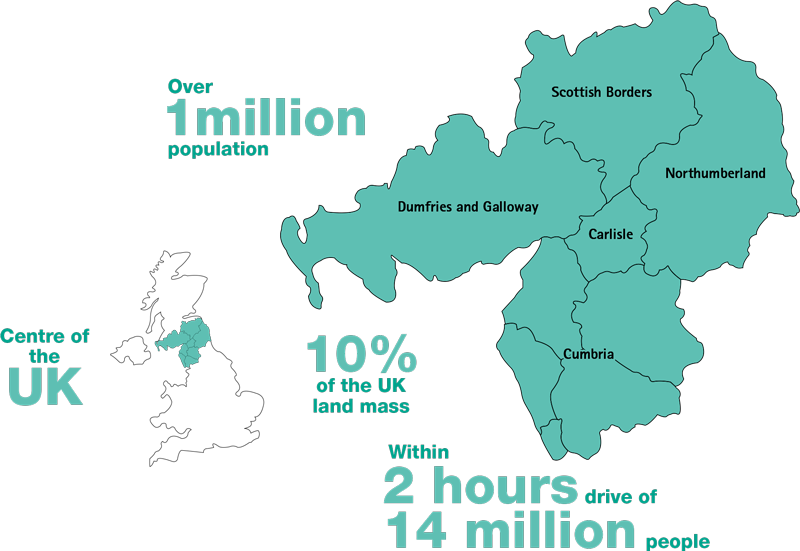 Over
1million
population
Scottish Borders
Northumberland
Dumfries and Galloway
Carlisle
Centre of
the
UK
10%
of the UK
land mass
Cumbria
Within
2 hours drive of
14 million people